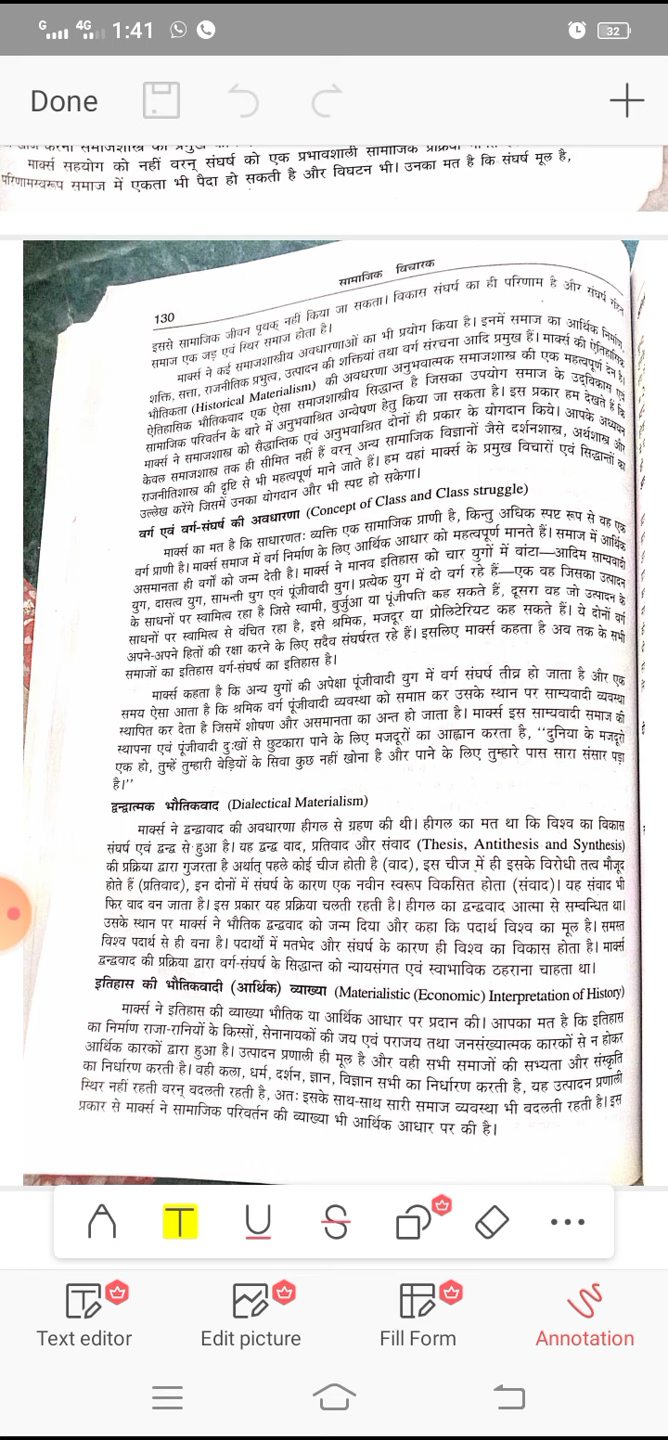 G 4G 1:41 32
Done
मार्क्स सहयोग को नहीं वरन् संघर्ष को एक प्रभावशाली सामाजिक प्रक्रिया
परिणामस्वरूप समाज में एकता भी पैदा हो सकती है और विघटन भी। उनका मत है कि संघर्ष मूल है,
सामाजिक विचारक
130
इससे सामाजिक जीवन पृथक् नहीं किया जा सकता। विकास संघर्ष का ही परिणाम है और संघर्ष रहित
समाज एक जड़ एवं स्थिर समाज होता है।
मार्क्स ने कई समाजशास्त्रीय अवधारणाओं का भी प्रयोग किया है। इनमें समाज का आर्थिक निर्माण,
शक्ति, सत्ता, राजनीतिक प्रभुत्व, उत्पादन की शक्तियां तथा वर्ग संरचना आदि प्रमुख हैं। मार्क्स की ऐतिहासिक
भौतिकता (Historical Materialism) की अवधरणा अनुभवात्मक समाजशास्त्र की एक महत्वपूर्ण देन है।
ऐतिहासिक भौतिकवाद एक ऐसा समाजशास्त्रीय सिद्धान्त है जिसका उपयोग समाज के उद्विकास एवं
सामाजिक परिवर्तन के बारे में अनुभवाश्रित अन्वेषण हेतु किया जा सकता है। इस प्रकार हम देखते हैं कि
मार्क्स ने समाजशास्त्र को सैद्धान्तिक एवं अनुभवाश्रित दोनों ही प्रकार के योगदान किये। आपके अध्ययन
केवल समाजशास्त्र तक ही सीमित नहीं हैं वरन् अन्य सामाजिक विज्ञानों जैसे दर्शनशास्त्र, अर्थशास्त्र और
राजनीतिशास्त्र की दृष्टि से भी महत्वपूर्ण माने जाते हैं। हम यहां मार्क्स के प्रमुख विचारों एवं सिद्धान्तों का
उल्लेख करेंगे जिसमें उनका योगदान और भी स्पष्ट हो सकेगा।
वर्ग एवं वर्ग-संघर्ष की अवधारणा (Concept of Class and Class struggle)
मार्क्स का मत है कि साधारणतः व्यक्ति एक सामाजिक प्राणी है, किन्तु अधिक स्पष्ट रूप से वह एक
वर्ग प्राणी है। मार्क्स समाज में वर्ग निर्माण के लिए आर्थिक आधार को महत्वपूर्ण मानते हैं। समाज में आर्थिक
असमानता ही वर्गों को जन्म देती है। मार्क्स ने मानव इतिहास को चार युगों में बांटा—आदिम साम्यवादी
युग, दासत्व युग, सामन्ती युग एवं पूंजीवादी युग। प्रत्येक युग में दो वर्ग रहे हैं—एक वह जिसका उत्पादन
के साधनों पर स्वामित्व रहा है जिसे स्वामी, बुर्जुआ या पूंजीपति कह सकते हैं, दूसरा वह जो उत्पादन के
साधनों पर स्वामित्व से वंचित रहा है, इसे श्रमिक, मजदूर या प्रोलिटेरियट कह सकते हैं। ये दोनों वर्ग
अपने-अपने हितों की रक्षा करने के लिए सदैव संघर्षरत रहे हैं। इसलिए मार्क्स कहता है अब तक के सभी
समाजों का इतिहास वर्ग-संघर्ष का इतिहास है।
मार्क्स कहता है कि अन्य युगों की अपेक्षा पूंजीवादी युग में वर्ग संघर्ष तीव्र हो जाता है और एक
समय ऐसा आता है कि श्रमिक वर्ग पूंजीवादी व्यवस्था को समाप्त कर उसके स्थान पर साम्यवादी व्यवस्था
स्थापित कर देता है जिसमें शोषण और असमानता का अन्त हो जाता है। मार्क्स इस साम्यवादी समाज की
स्थापना एवं पूंजीवादी दुःखों से छुटकारा पाने के लिए मजदूरों का आह्वान करता है, ‘‘दुनिया के मजदूरो
एक हो, तुम्हें तुम्हारी बेड़ियों के सिवा कुछ नहीं खोना है और पाने के लिए तुम्हारे पास सारा संसार पड़ा
है।’’
द्वन्द्वात्मक भौतिकवाद (Dialectical Materialism)
मार्क्स ने द्वन्द्ववाद की अवधारणा हीगल से ग्रहण की थी। हीगल का मत था कि विश्व का विकास
संघर्ष एवं द्वन्द्व से हुआ है। यह द्वन्द्व वाद, प्रतिवाद और संवाद (Thesis, Antithesis and Synthesis)
की प्रक्रिया द्वारा गुजरता है अर्थात् पहले कोई चीज होती है (वाद), इस चीज में ही इसके विरोधी तत्व मौजूद
होते हैं (प्रतिवाद), इन दोनों में संघर्ष के कारण एक नवीन स्वरूप विकसित होता (संवाद)। यह संवाद भी
फिर वाद बन जाता है। इस प्रकार यह प्रक्रिया चलती रहती है। हीगल का द्वन्द्ववाद आत्मा से सम्बन्धित था।
उसके स्थान पर मार्क्स ने भौतिक द्वन्द्ववाद को जन्म दिया और कहा कि पदार्थ विश्व का मूल है। समस्त
विश्व पदार्थ से ही बना है। पदार्थों में मतभेद और संघर्ष के कारण ही विश्व का विकास होता है। मार्क्स
द्वन्द्ववाद की प्रक्रिया द्वारा वर्ग-संघर्ष के सिद्धान्त को न्यायसंगत एवं स्वाभाविक ठहराना चाहता था।
इतिहास की भौतिकवादी (आर्थिक) व्याख्या (Materialistic (Economic) Interpretation of History)
मार्क्स ने इतिहास की व्याख्या भौतिक या आर्थिक आधार पर प्रदान की। आपका मत है कि इतिहास
का निर्माण राजा-रानियों के किस्सों, सेनानायकों की जय एवं पराजय तथा जनसंख्यात्मक कारकों से न होकर
आर्थिक कारकों द्वारा हुआ है। उत्पादन प्रणाली ही मूल है और वही सभी समाजों की सभ्यता और संस्कृति
का निर्धारण करती है। वही कला, धर्म, दर्शन, ज्ञान, विज्ञान सभी का निर्धारण करती है, यह उत्पादन प्रणाली
स्थिर नहीं रहती वरन् बदलती रहती है, अतः इसके साथ-साथ सारी समाज व्यवस्था भी बदलती रहती है। इस
प्रकार से मार्क्स ने सामाजिक परिवर्तन की व्याख्या भी आर्थिक आधार पर की है।
T U S
Text editor Edit picture Fill Form Annotation